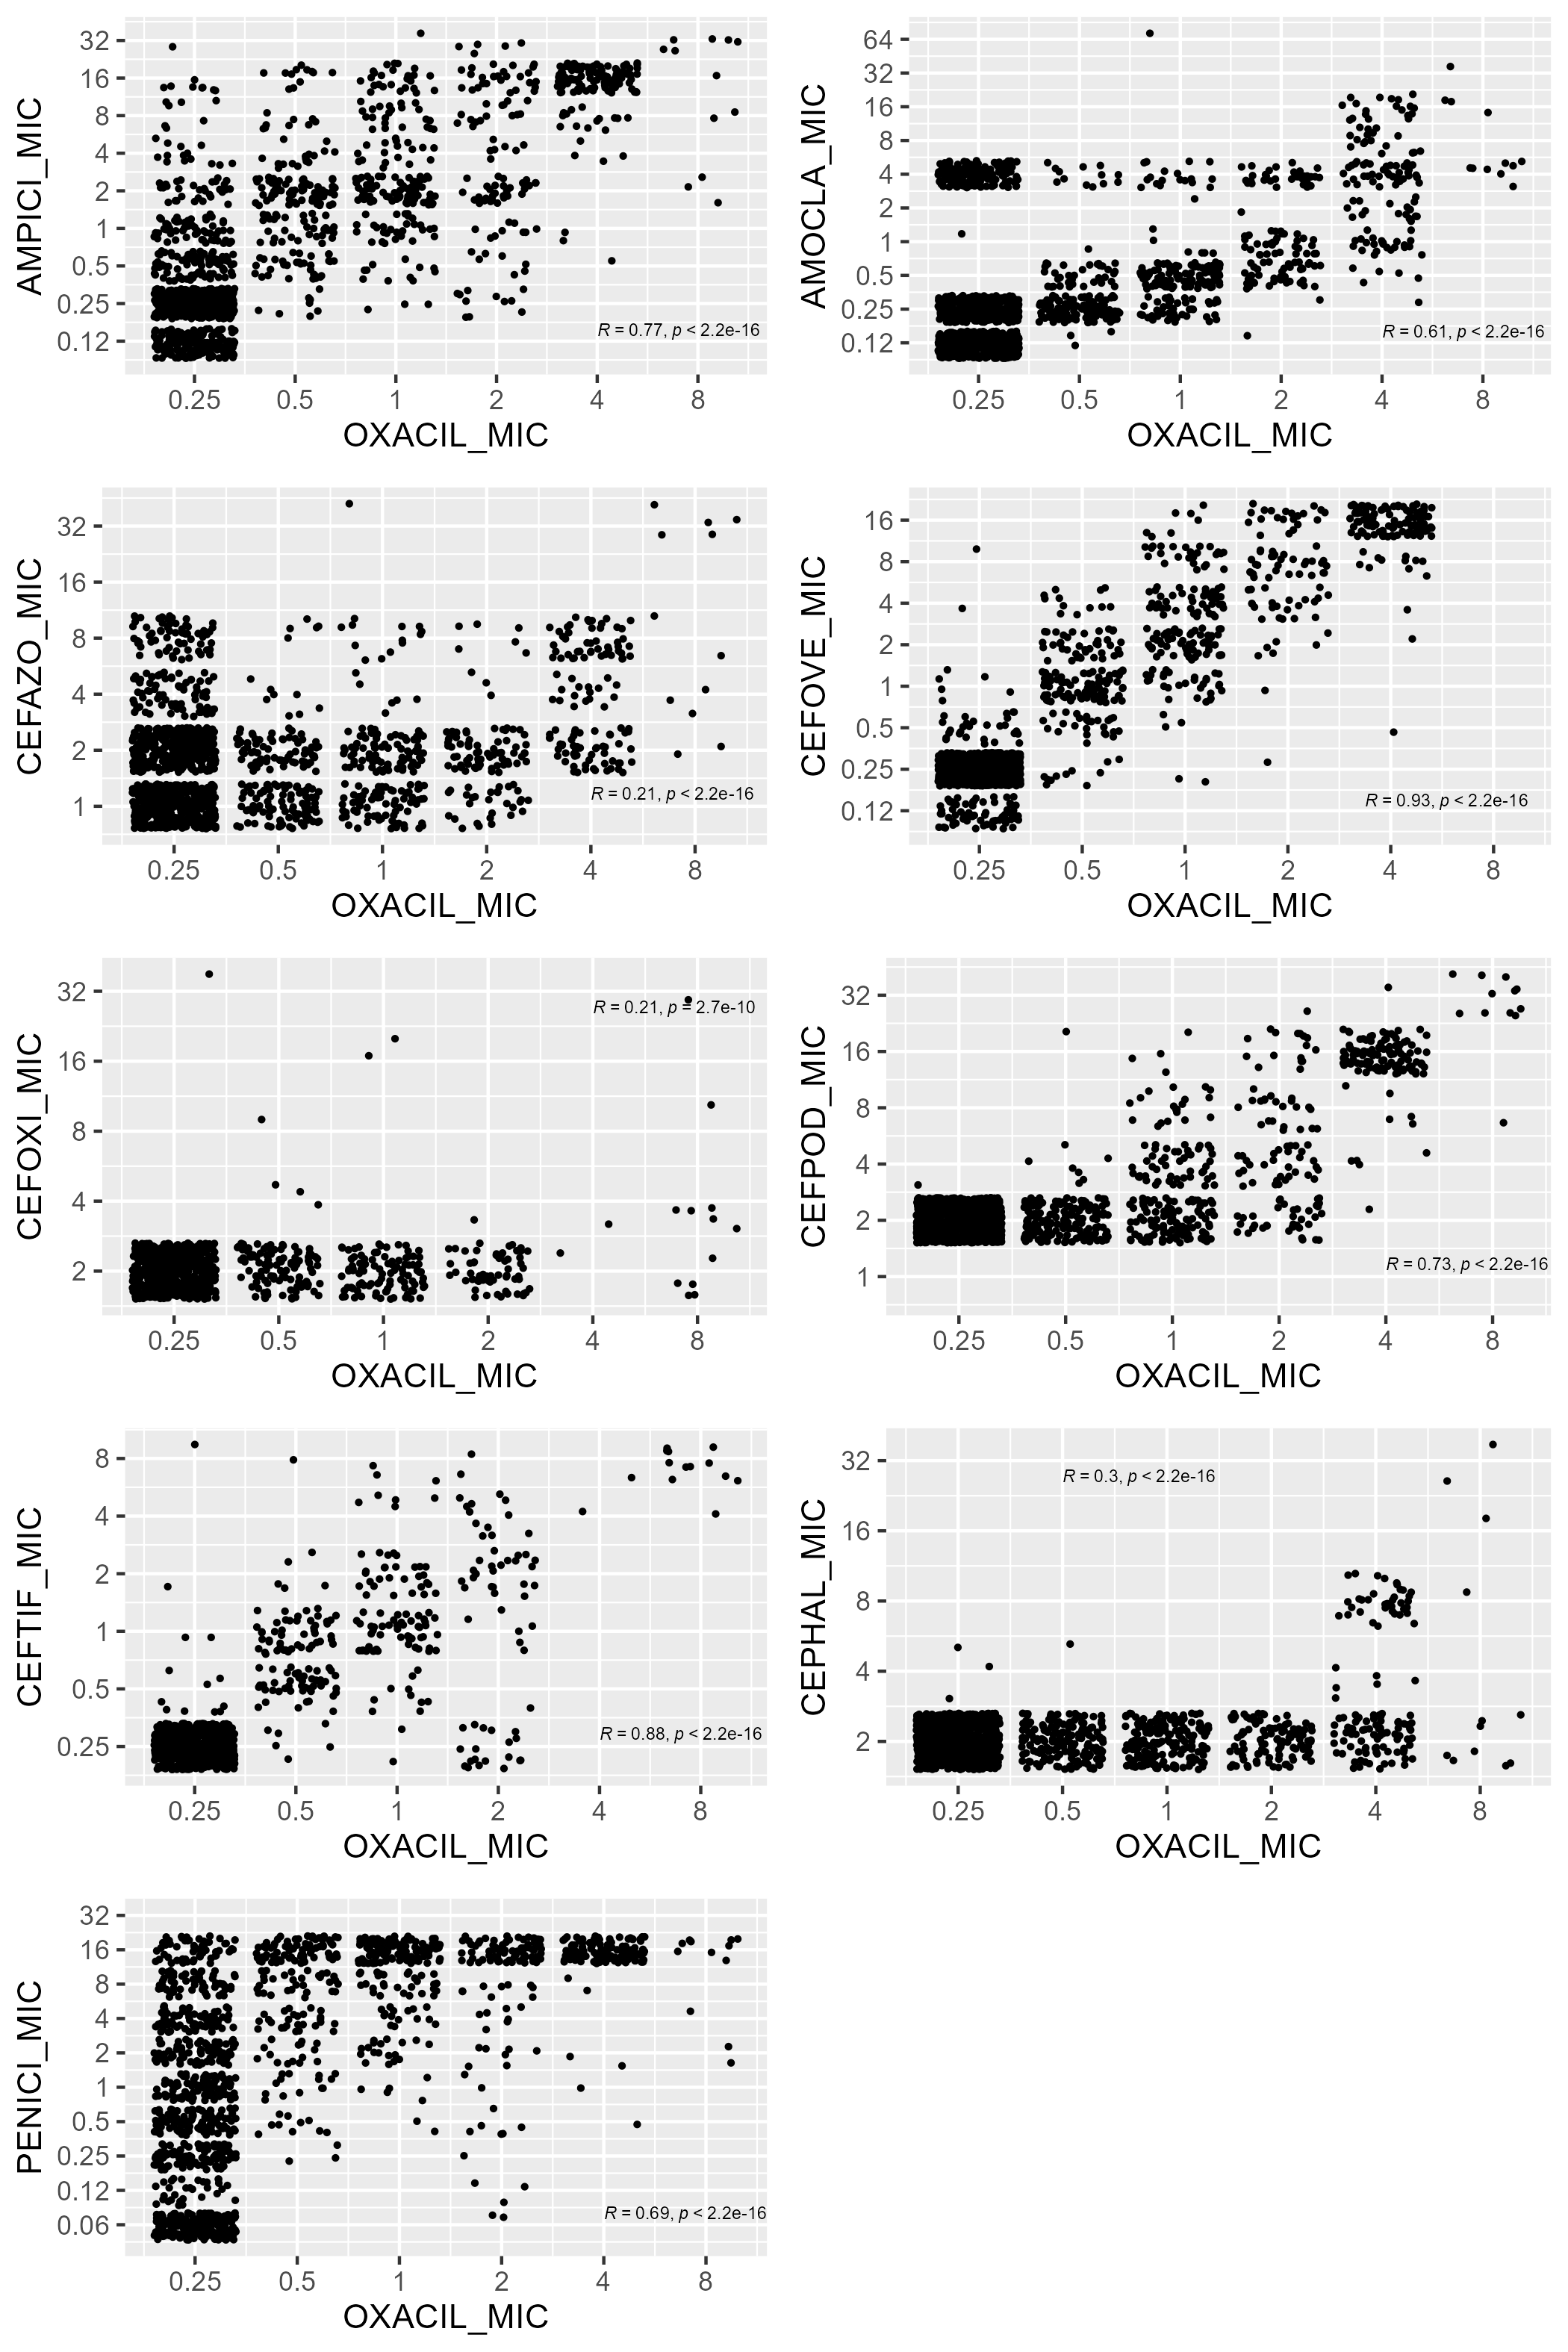 AMPICI_MIC
32
16
8
4
2
1
0.5
0.25
0.12
R = 0.77, p < 2.2e-16
0.25 0.5 1 2 4 8
OXACIL_MIC
AMOCLA_MIC
64
32
16
8
4
2
1
0.5
0.25
0.12
R = 0.61, p < 2.2e-16
0.25 0.5 1 2 4 8
OXACIL_MIC
CEFAZO_MIC
32
16
8
4
2
1
R = 0.21, p < 2.2e-16
0.25 0.5 1 2 4 8
OXACIL_MIC
CEFOVE_MIC
16
8
4
2
1
0.5
0.25
0.12
R = 0.93, p < 2.2e-16
0.25 0.5 1 2 4 8
OXACIL_MIC
CEFOXI_MIC
32
16
8
4
2
R = 0.21, p = 2.7e-10
0.25 0.5 1 2 4 8
OXACIL_MIC
CEFPOD_MIC
32
16
8
4
2
1
R = 0.73, p < 2.2e-16
0.25 0.5 1 2 4 8
OXACIL_MIC
CEFTIF_MIC
8
4
2
1
0.5
0.25
R = 0.88, p < 2.2e-16
0.25 0.5 1 2 4 8
OXACIL_MIC
CEPHAL_MIC
32
16
8
4
2
R = 0.3, p < 2.2e-16
0.25 0.5 1 2 4 8
OXACIL_MIC
PENICI_MIC
32
16
8
4
2
1
0.5
0.25
0.12
0.06
R = 0.69, p < 2.2e-16
0.25 0.5 1 2 4 8
OXACIL_MIC